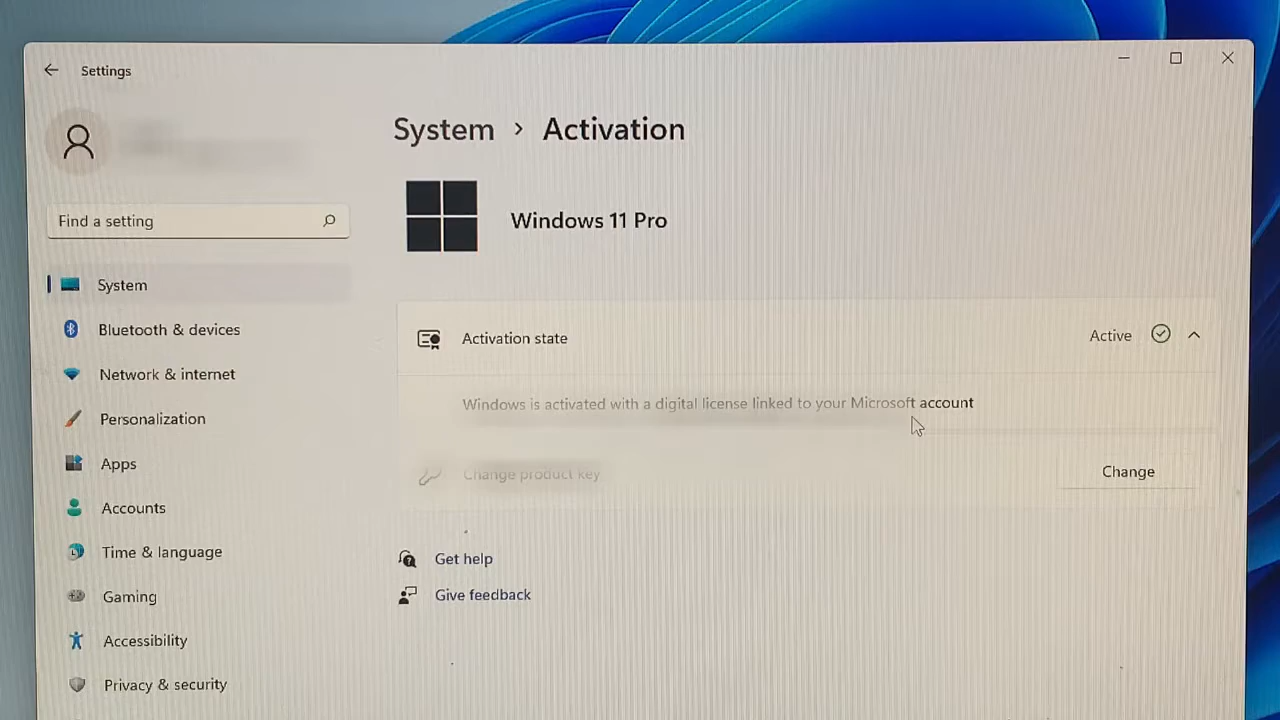 Settings
System > Activation
Windows 11 Pro
Find a setting
System
Bluetooth & devices
Network & internet
Personalization
Apps
Accounts
Time & language
Gaming
Accessibility
Privacy & security
Activation state
Active
Windows is activated with a digital license linked to your Microsoft account
Change product key
Change
Get help
Give feedback